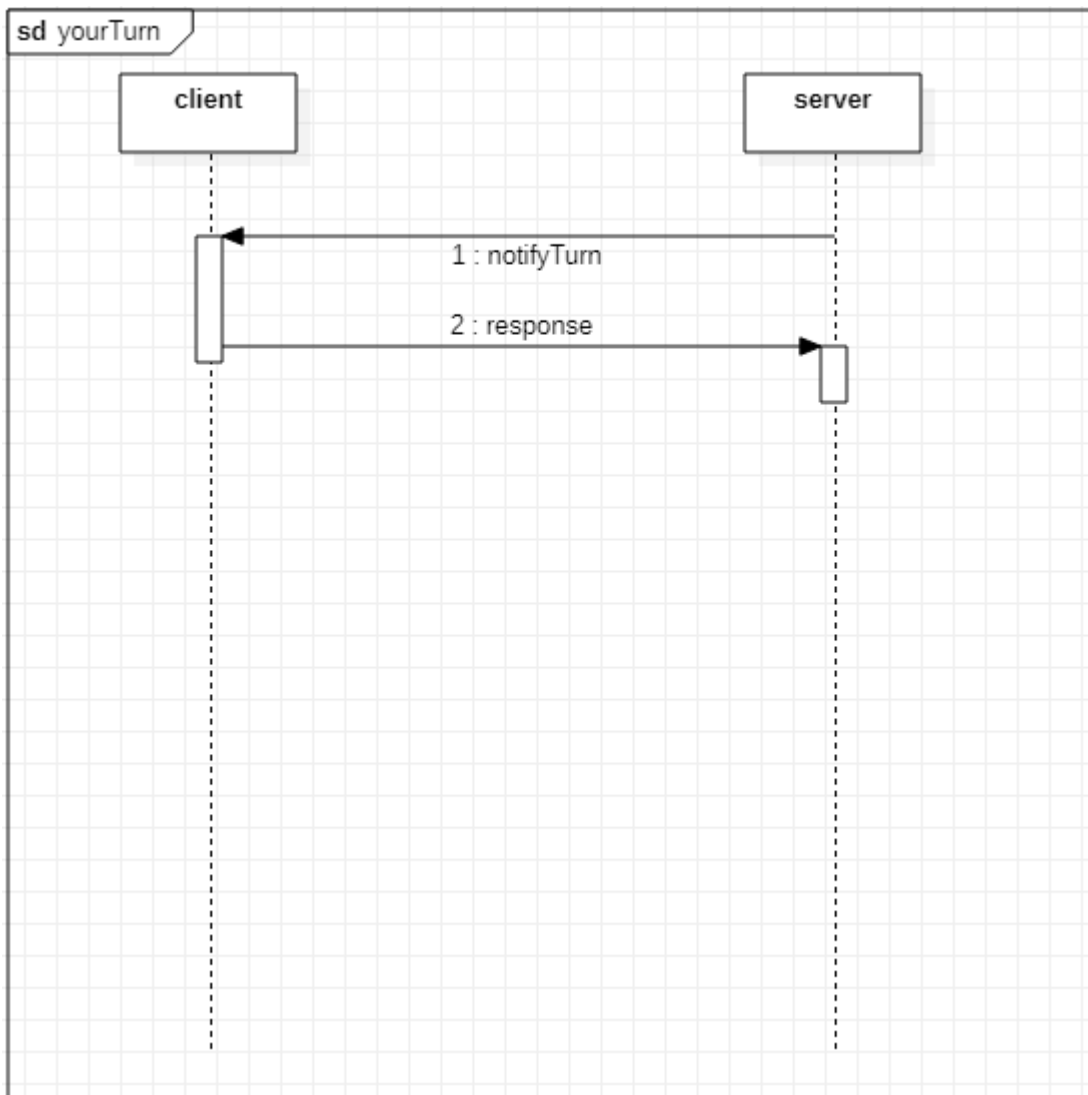 sd yourTurn
client
server
1 : notifyTurn
2 : response